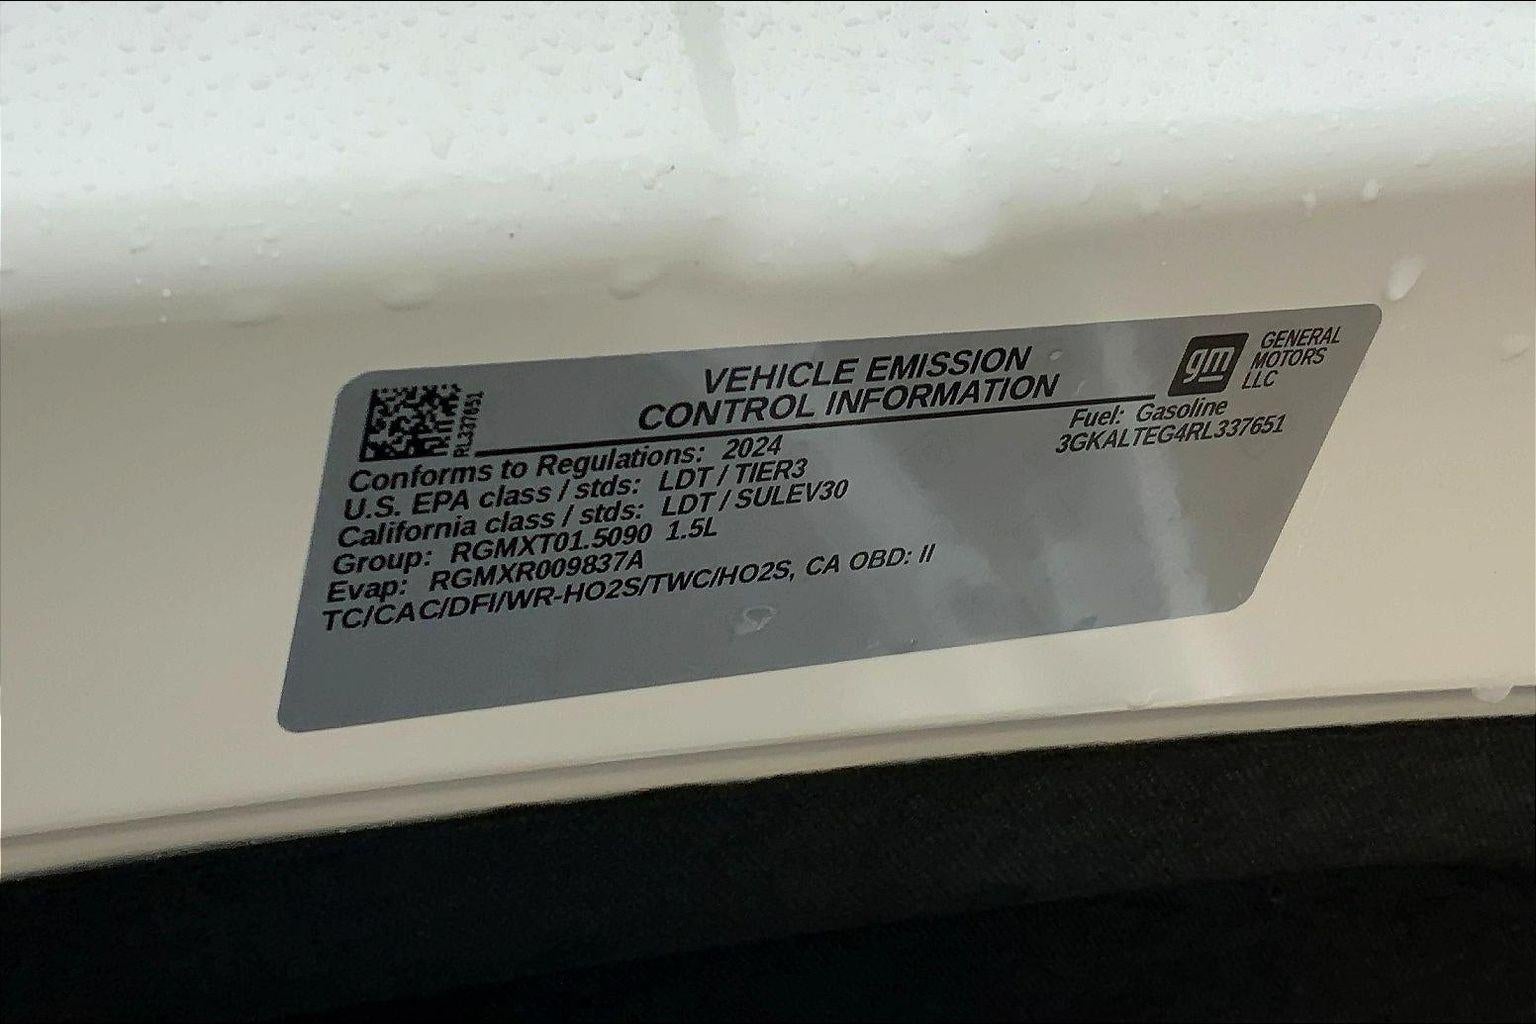 VEHICLE EMISSION
CONTROL INFORMATION
gm
GENERAL
MOTORS
LLC
RL337651
Fuel: Gasoline
3GKALTEG4RL337651
Conforms to Regulations: 2024
U.S. EPA class / stds: LDT / TIER3
California class / stds: LDT / SULEV30
Group: RGMXT01.5090 1.5L
Evap: RGMXR009837A
TC/CAC/DFI/WR-HO2S/TWC/HO2S, CA OBD: II